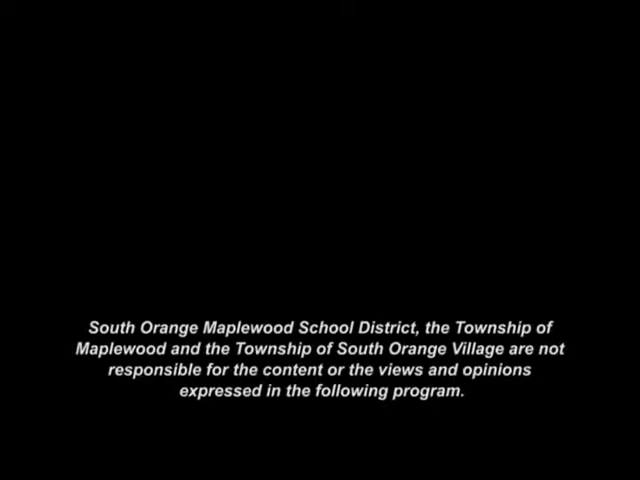 South Orange Maplewood School District, the Township of
Maplewood and the Township of South Orange Village are not
responsible for the content or the views and opinions
expressed in the following program.